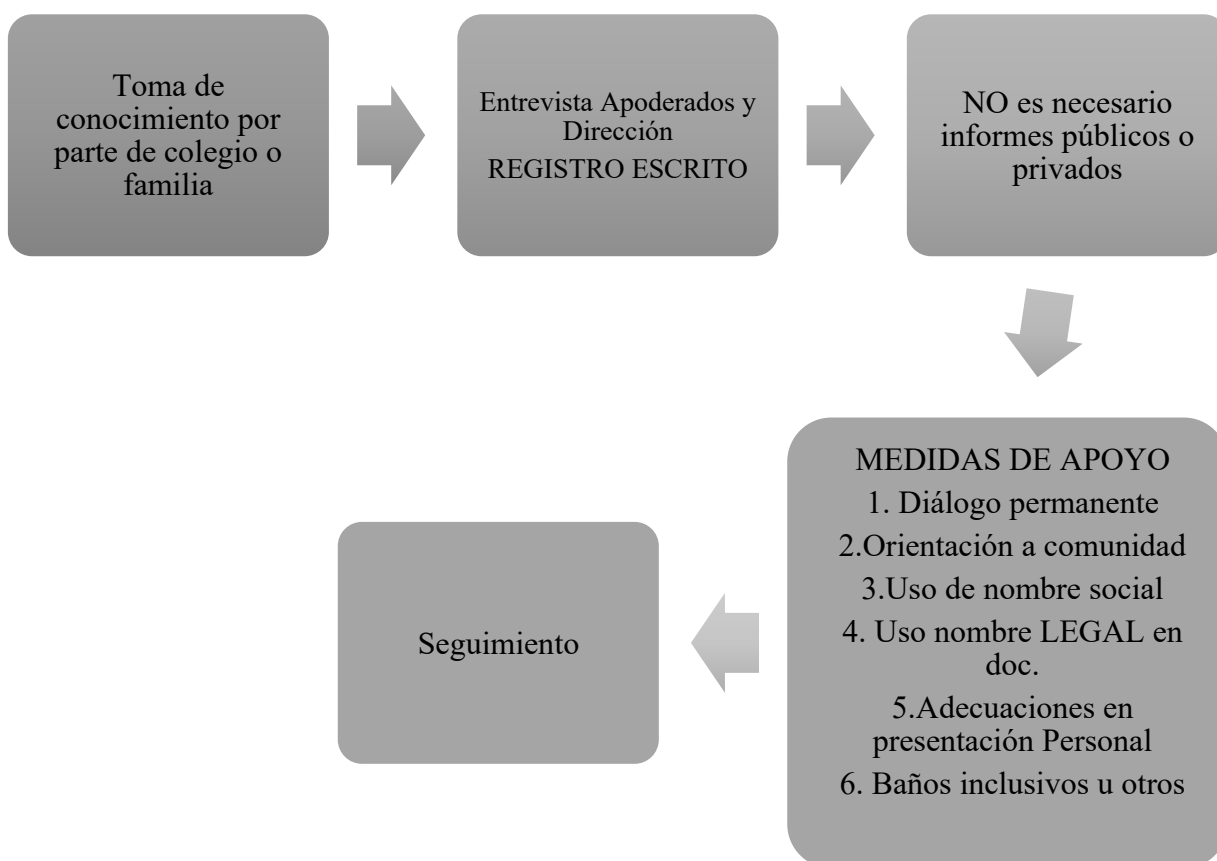 Toma de
conocimiento por
parte de colegio o
familia
Entrevista Apoderados y
Dirección
REGISTRO ESCRITO
NO es necesario
informes públicos o
privados
MEDIDAS DE APOYO
1. Diálogo permanente
2.Orientación a comunidad
3.Uso de nombre social
4. Uso nombre LEGAL en
doc.
5.Adecuaciones en
presentación Personal
6. Baños inclusivos u otros
Seguimiento